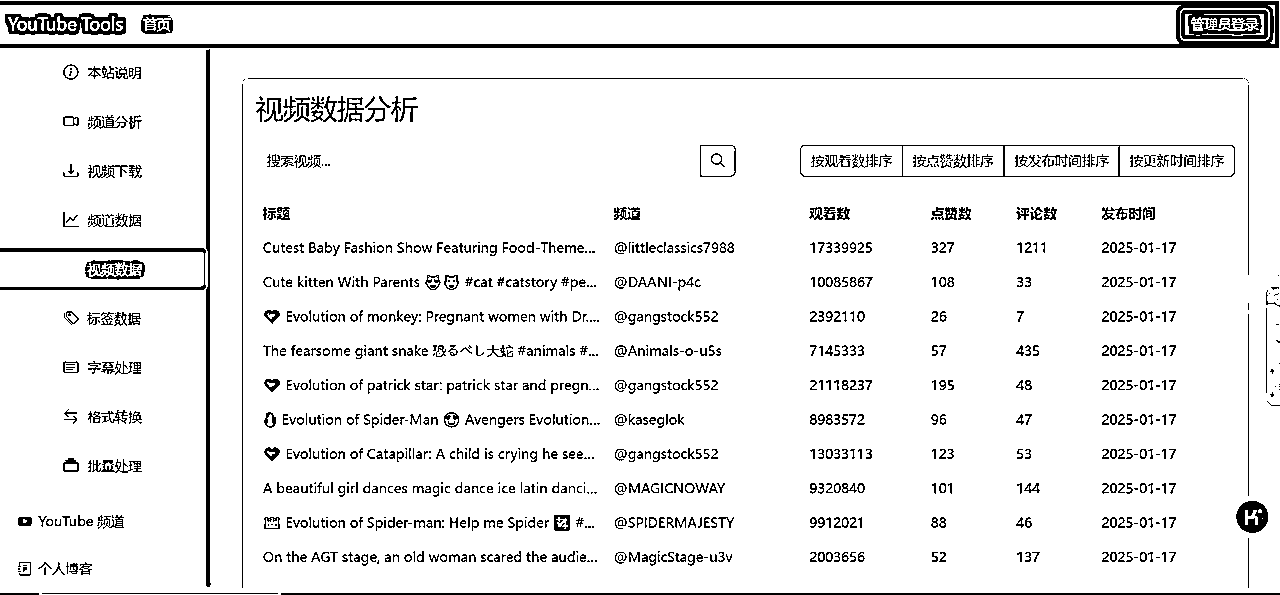 YouTube Tools 首页 管理员登录
本站说明
频道分析
视频下载
频道数据
视频数据
标签数据
字幕处理
格式转换
批量处理
YouTube 频道
个人博客
视频数据分析
搜索视频...
按观看数排序 按点赞数排序 按发布时间排序 按更新时间排序
标题 频道 观看数 点赞数 评论数 发布时间
Cutest Baby Fashion Show Featuring Food-Theme... @littleclassics7988 17339925 327 1211 2025-01-17
Cute kitten With Parents 😻🐱 #cat #catstory #pe... @DAANI-p4c 10085867 108 33 2025-01-17
❤ Evolution of monkey: Pregnant women with Dr.... @gangstock552 2392110 26 7 2025-01-17
The fearsome giant snake 恐るべし大蛇 #animals #... @Animals-o-u5s 7145333 57 435 2025-01-17
❤ Evolution of patrick star: patrick star and pregn... @gangstock552 21118237 195 48 2025-01-17
Evolution of Spider-Man Avengers Evolution... @kaseglok 8983572 96 47 2025-01-17
❤ Evolution of Catapillar: A child is crying he see... @gangstock552 13033113 123 53 2025-01-17
A beautiful girl dances magic dance ice latin danci... @MAGICNOWAY 9320840 101 144 2025-01-17
Evolution of Spider-man: Help me Spider #... @SPIDERMAJESTY 9912021 88 46 2025-01-17
On the AGT stage, an old woman scared the audie... @MagicStage-u3v 2003656 52 137 2025-01-17